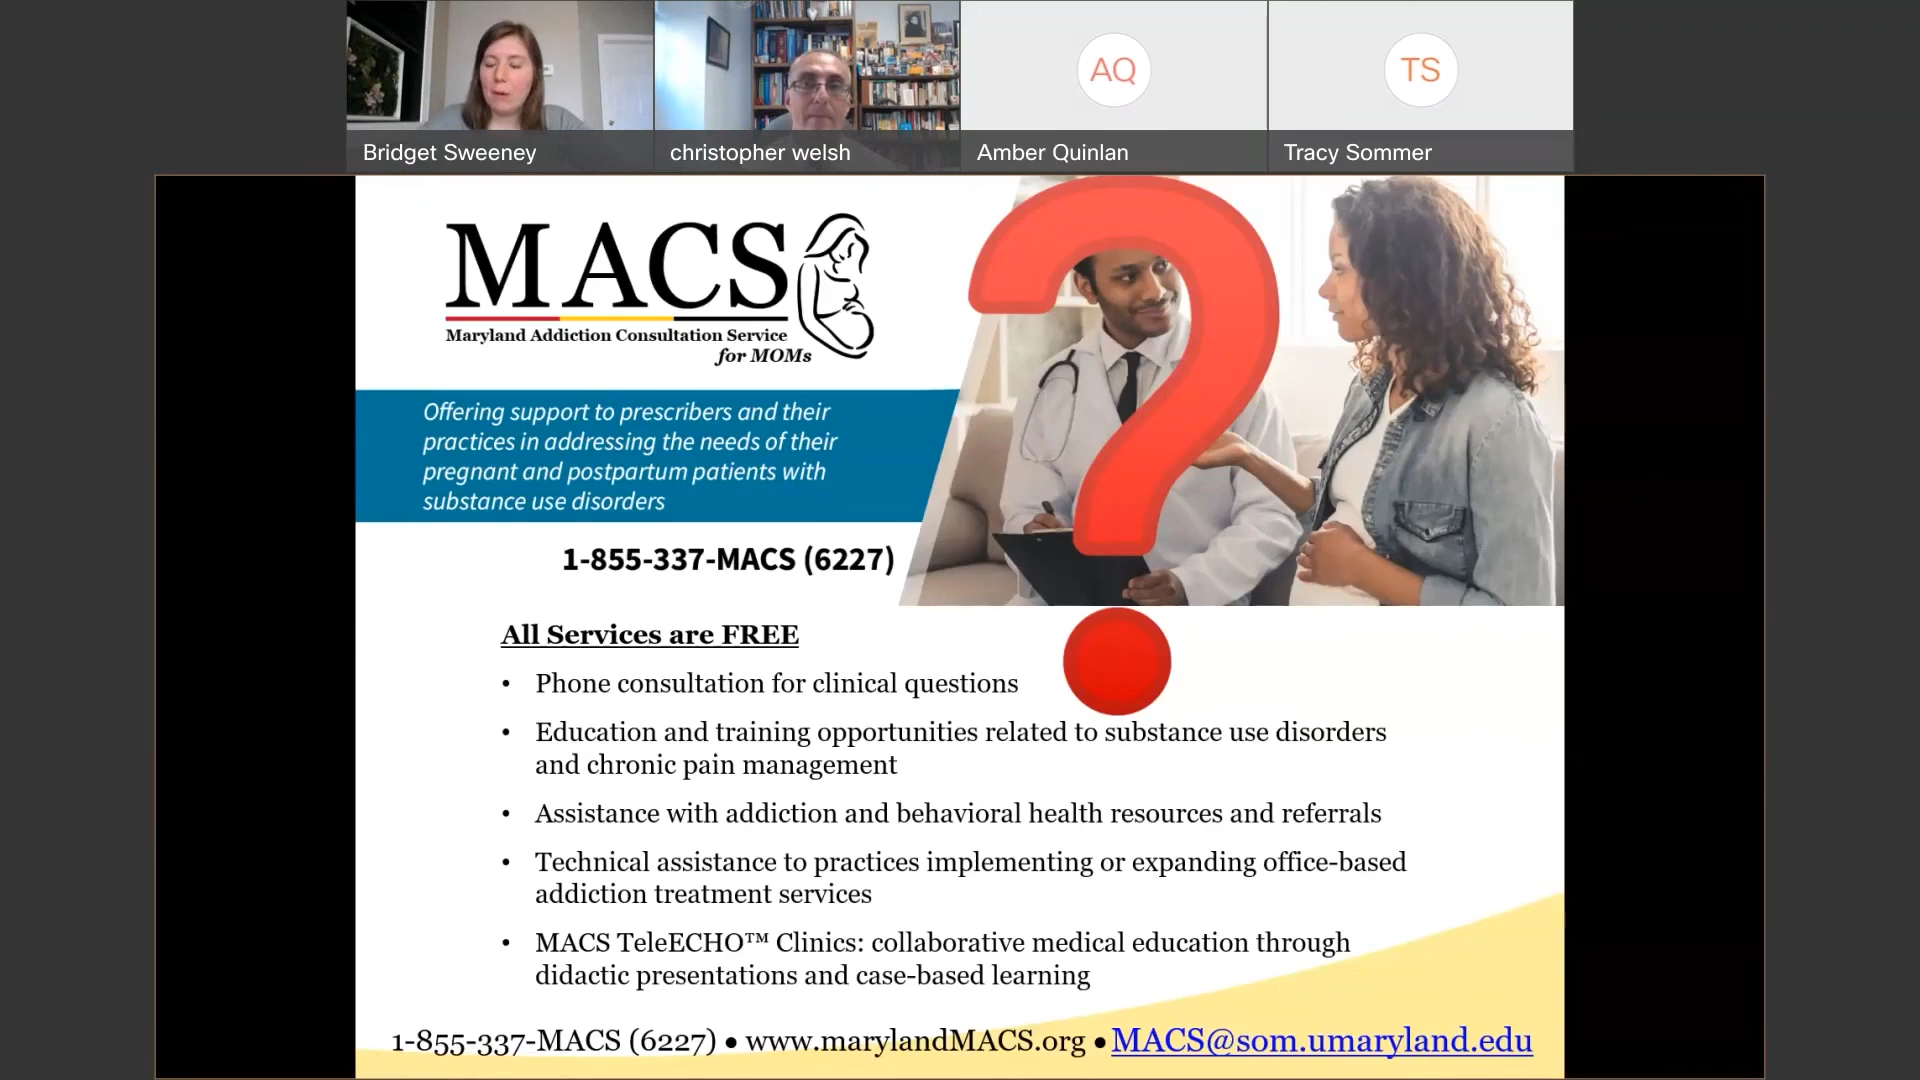 AQ
TS
Bridget Sweeney
christopher welsh
Amber Quinlan
Tracy Sommer
MACS
Maryland Addiction Consultation Service
for MOMs
Offering support to prescribers and their
practices in addressing the needs of their
pregnant and postpartum patients with
substance use disorders
1-855-337-MACS (6227)
?
All Services are FREE
• Phone consultation for clinical questions
• Education and training opportunities related to substance use disorders
and chronic pain management
• Assistance with addiction and behavioral health resources and referrals
• Technical assistance to practices implementing or expanding office-based
addiction treatment services
• MACS TeleECHO™ Clinics: collaborative medical education through
didactic presentations and case-based learning
1-855-337-MACS (6227) • www.marylandMACS.org • MACS@som.umaryland.edu